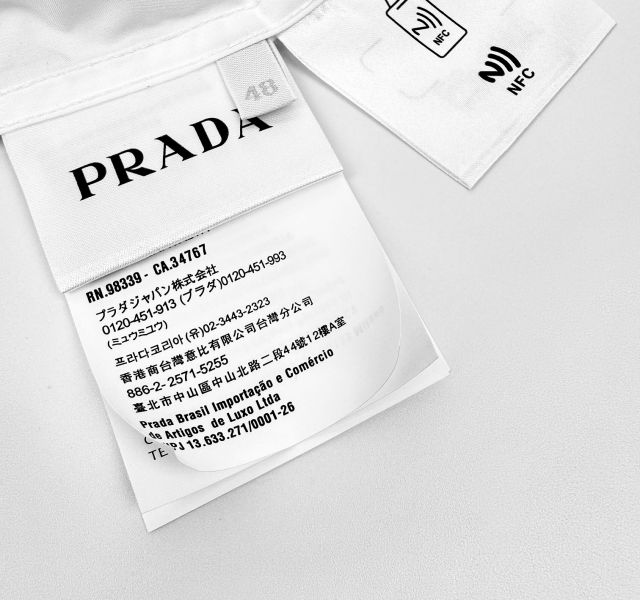 NFC
NFC
48
PRADA
RN.98339 - CA.34767
プラダジャパン株式会社
0120-451-913 (プラダ)0120-451-993
(ミュウミュウ)
프라다코리아(유)02-3443-2323
香港商台灣意比有限公司台灣分公司
886-2- 2571-5255
臺北市中山區中山北路二段44號12樓A室
Prada Brasil Importação e Comércio
de Artigos de Luxo Ltda
PJ 13.633.271/0001-26
TE